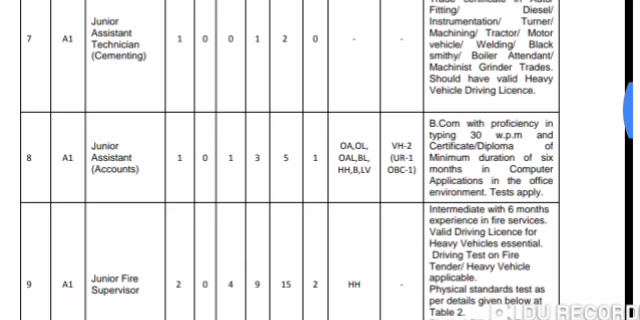 Trade certificate in Auto/
Fitting/ Diesel/
Instrumentation/ Turner/
Machining/ Tractor/ Motor
vehicle/ Welding/ Black
smithy/ Boiler Attendant/
Machinist Grinder Trades.
Should have valid Heavy
Vehicle Driving Licence.
7 A1 Junior
Assistant
Technician
(Cementing) 1 0 0 1 2 0 - -
8 A1 Junior
Assistant
(Accounts) 1 0 1 3 5 1
OA,OL,
OAL,BL,
HH,B,LV
VH-2
(UR-1
OBC-1)
B.Com with proficiency in
typing 30 w.p.m and
Certificate/Diploma of
Minimum duration of six
months in Computer
Applications in the office
environment. Tests apply.
9 A1 Junior Fire
Supervisor 2 0 4 9 15 2 HH -
Intermediate with 6 months
experience in fire services.
Valid Driving Licence for
Heavy Vehicles essential.
Driving Test on Fire
Tender/ Heavy Vehicle
applicable.
Physical standards test as
per details given below at
Table 2.
DU RECORD